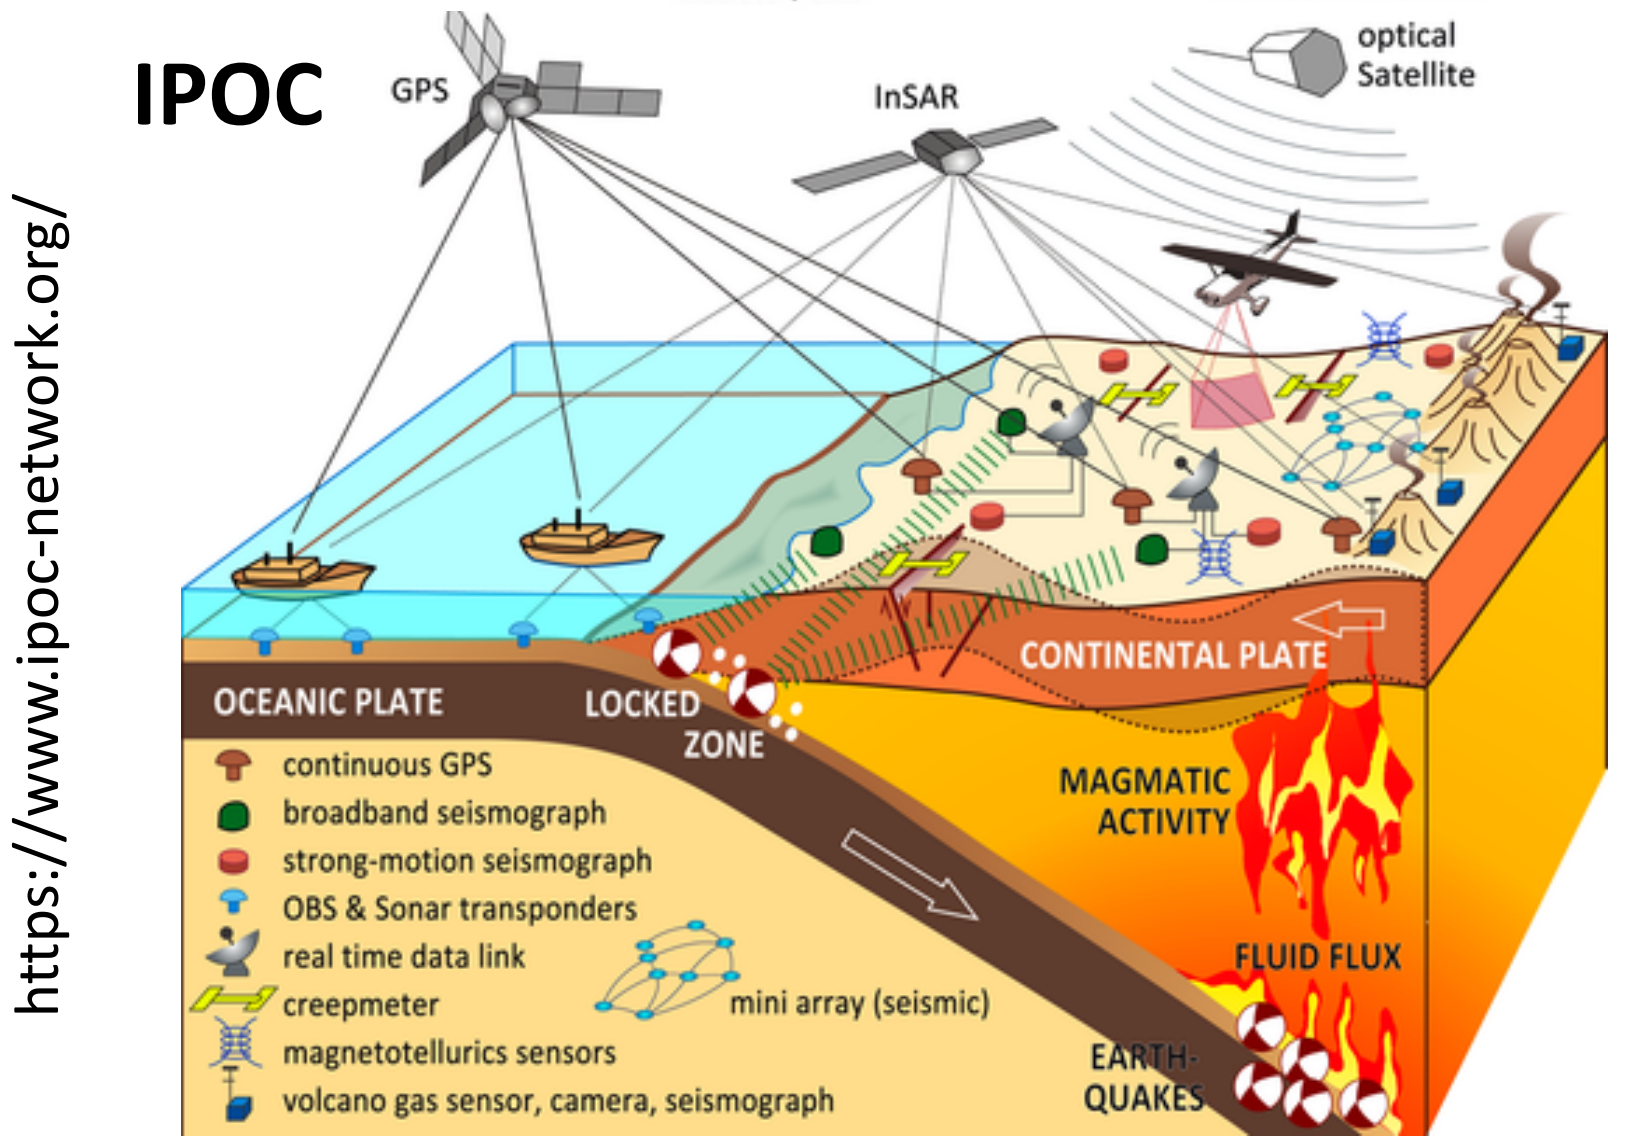 IPOC
GPS
InSAR
optical
Satellite
https://www.ipoc-network.org/
CONTINENTAL PLATE
OCEANIC PLATE
LOCKED
ZONE
MAGMATIC
ACTIVITY
FLUID FLUX
EARTH-
QUAKES
continuous GPS
broadband seismograph
strong-motion seismograph
OBS & Sonar transponders
real time data link
creepmeter
magnetotellurics sensors
volcano gas sensor, camera, seismograph
mini array (seismic)